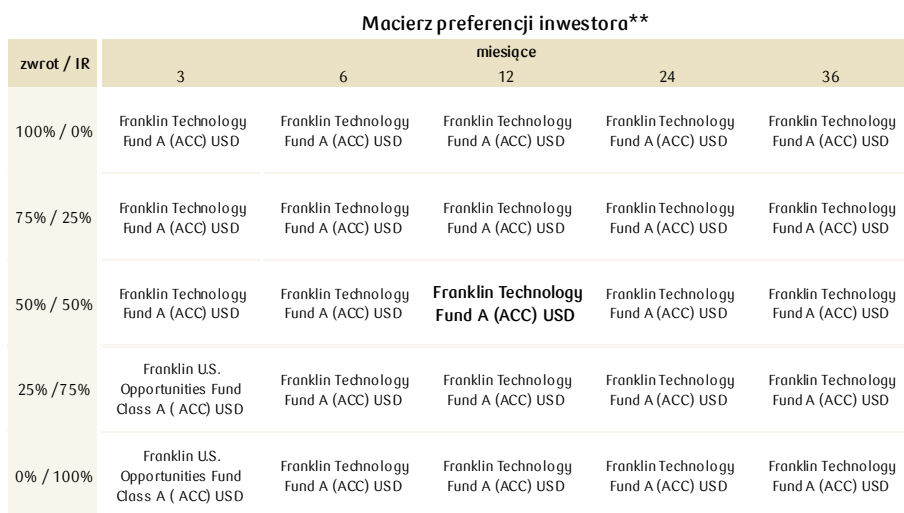 Macierz preferencji inwestora**
zwrot / IR
miesiące
3 6 12 24 36
100% / 0%
Franklin Technology Franklin Technology Franklin Technology Franklin Technology Franklin Technology
Fund A (ACC) USD Fund A (ACC) USD Fund A (ACC) USD Fund A (ACC) USD Fund A (ACC) USD
75% / 25%
Franklin Technology Franklin Technology Franklin Technology Franklin Technology Franklin Technology
Fund A (ACC) USD Fund A (ACC) USD Fund A (ACC) USD Fund A (ACC) USD Fund A (ACC) USD
50% / 50%
Franklin Technology Franklin Technology Franklin Technology Franklin Technology Franklin Technology
Fund A (ACC) USD Fund A (ACC) USD Fund A (ACC) USD Fund A (ACC) USD Fund A (ACC) USD
25% /75%
Franklin U.S.
Opportunities Fund
Class A ( ACC) USD
Franklin Technology Franklin Technology Franklin Technology Franklin Technology
Fund A (ACC) USD Fund A (ACC) USD Fund A (ACC) USD Fund A (ACC) USD
0% / 100%
Franklin U.S.
Opportunities Fund
Class A ( ACC) USD
Franklin Technology Franklin Technology Franklin Technology Franklin Technology
Fund A (ACC) USD Fund A (ACC) USD Fund A (ACC) USD Fund A (ACC) USD